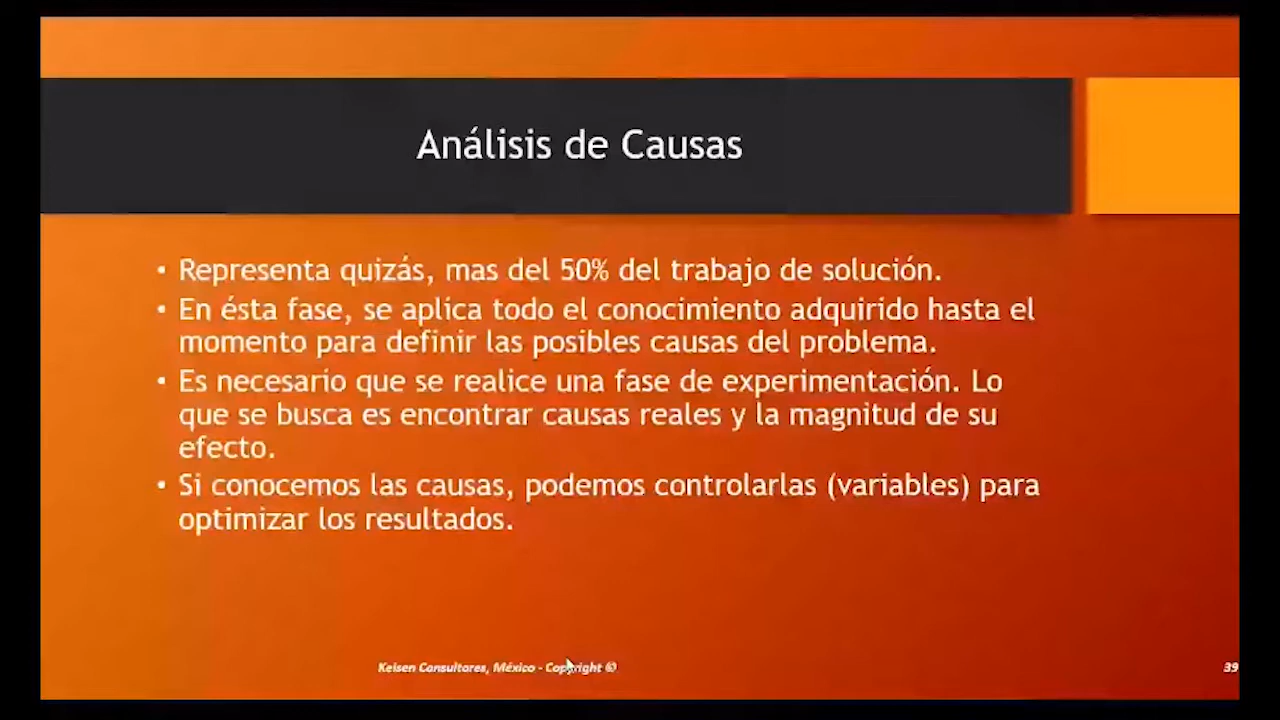 Análisis de Causas
• Representa quizás, mas del 50% del trabajo de solución.
• En ésta fase, se aplica todo el conocimiento adquirido hasta el
momento para definir las posibles causas del problema.
• Es necesario que se realice una fase de experimentación. Lo
que se busca es encontrar causas reales y la magnitud de su
efecto.
• Si conocemos las causas, podemos controlarlas (variables) para
optimizar los resultados.
Keisen Consultores, México - Copyright © 39